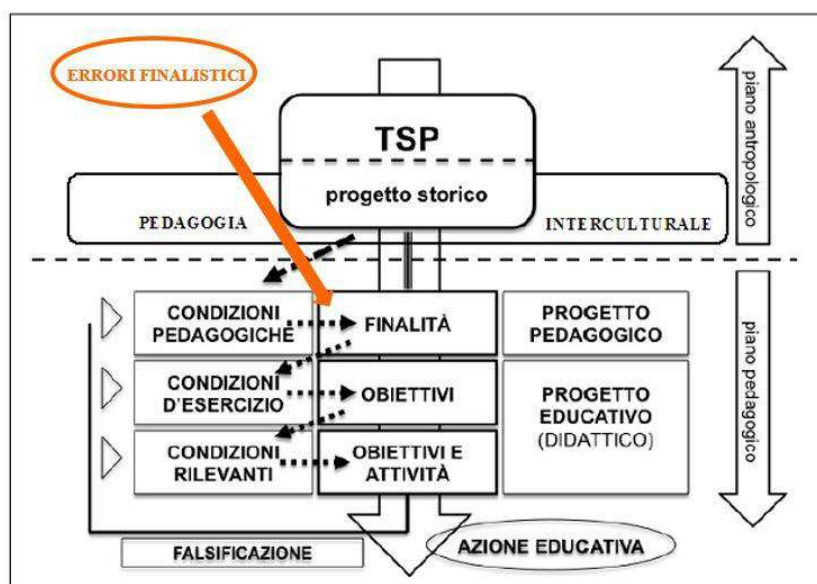 ERRORI FINALISTICI
TSP
progetto storico
PEDAGOGIA
INTERCULTURALE
piano antropologico
CONDIZIONI
PEDAGOGICHE
FINALITÀ
PROGETTO
PEDAGOGICO
CONDIZIONI
D'ESERCIZIO
OBIETTIVI
PROGETTO
EDUCATIVO
(DIDATTICO)
CONDIZIONI
RILEVANTI
OBIETTIVI E
ATTIVITÀ
piano pedagogico
FALSIFICAZIONE
AZIONE EDUCATIVA